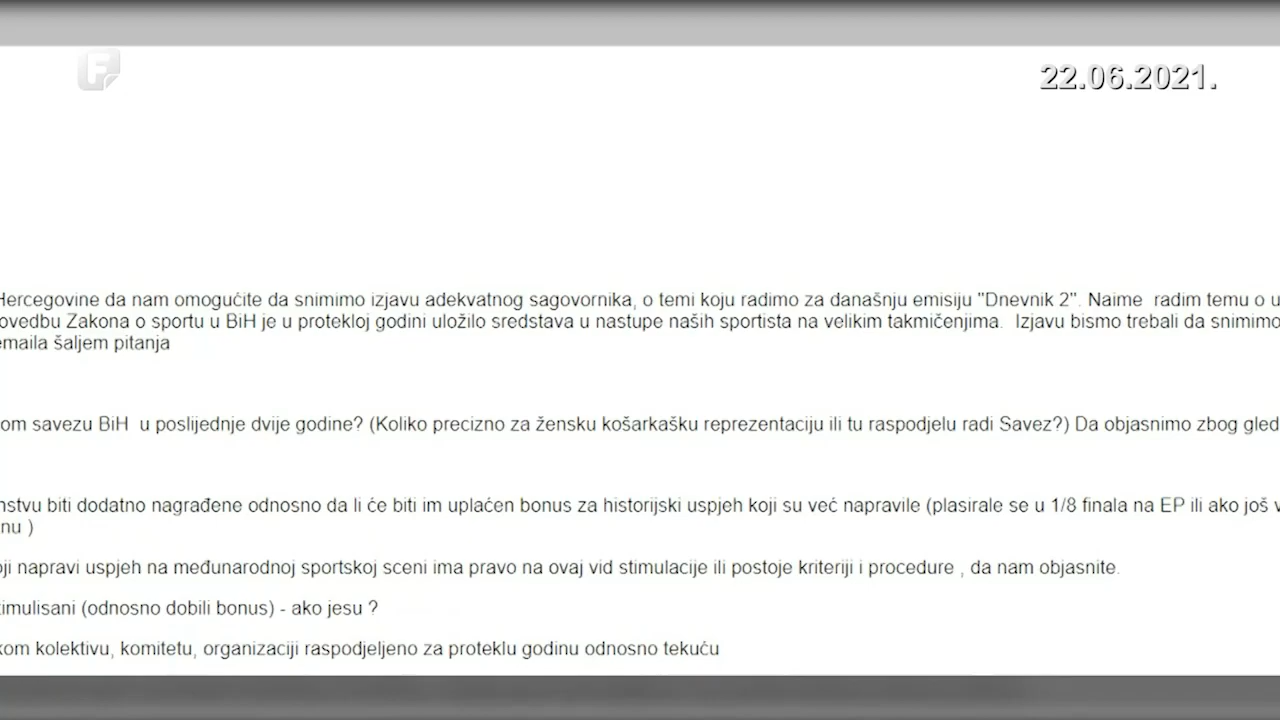 F
22.06.2021.
Hercegovine da nam omogućite da snimimo izjavu adekvatnog sagovornika, o temi koju radimo za današnju emisiju "Dnevnik 2". Naime radim temu o u
ovedbu Zakona o sportu u BiH je u protekloj godini uložilo sredstava u nastupe naših sportista na velikim takmičenjima. Izjavu bismo trebali da snimimo
emaila šaljem pitanja
om savezu BiH u poslijednje dvije godine? (Koliko precizno za žensku košarkašku reprezentaciju ili tu raspodjelu radi Savez?) Da objasnimo zbog gled
nstvu biti dodatno nagrađene odnosno da li će biti im uplaćen bonus za historijski uspjeh koji su već napravile (plasirale se u 1/8 finala na EP ili ako još v
nu )
oji napravi uspjeh na međunarodnoj sportskoj sceni ima pravo na ovaj vid stimulacije ili postoje kriteriji i procedure , da nam objasnite.
timulisani (odnosno dobili bonus) - ako jesu ?
kom kolektivu, komitetu, organizaciji raspodjeljeno za proteklu godinu odnosno tekuću